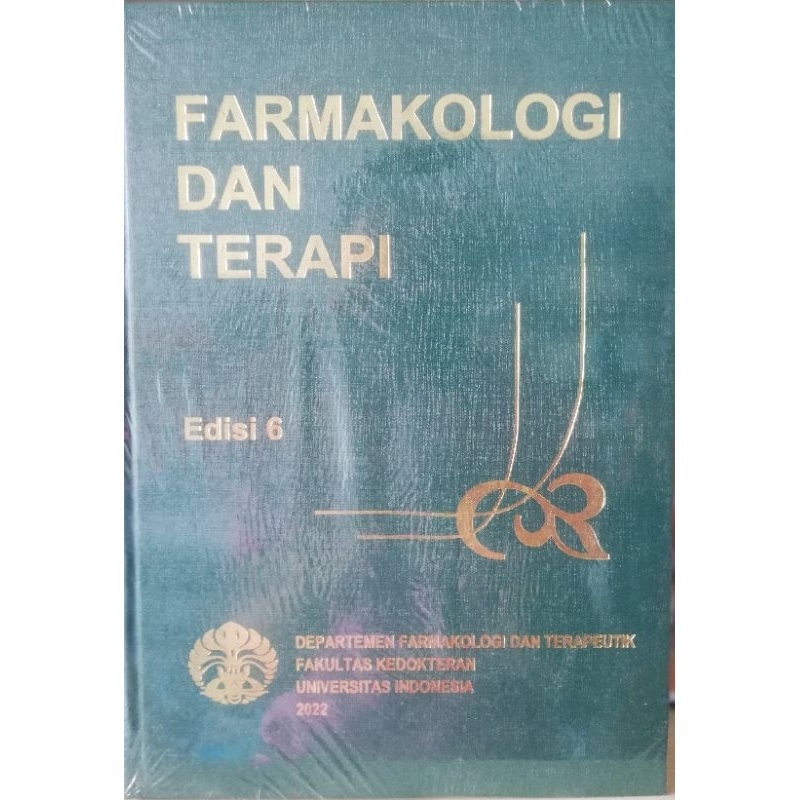 FARMAKOLOGI
DAN
TERAPI
Edisi 6
DEPARTEMEN FARMAKOLOGI DAN TERAPEUTIK
FAKULTAS KEDOKTERAN
UNIVERSITAS INDONESIA
2022